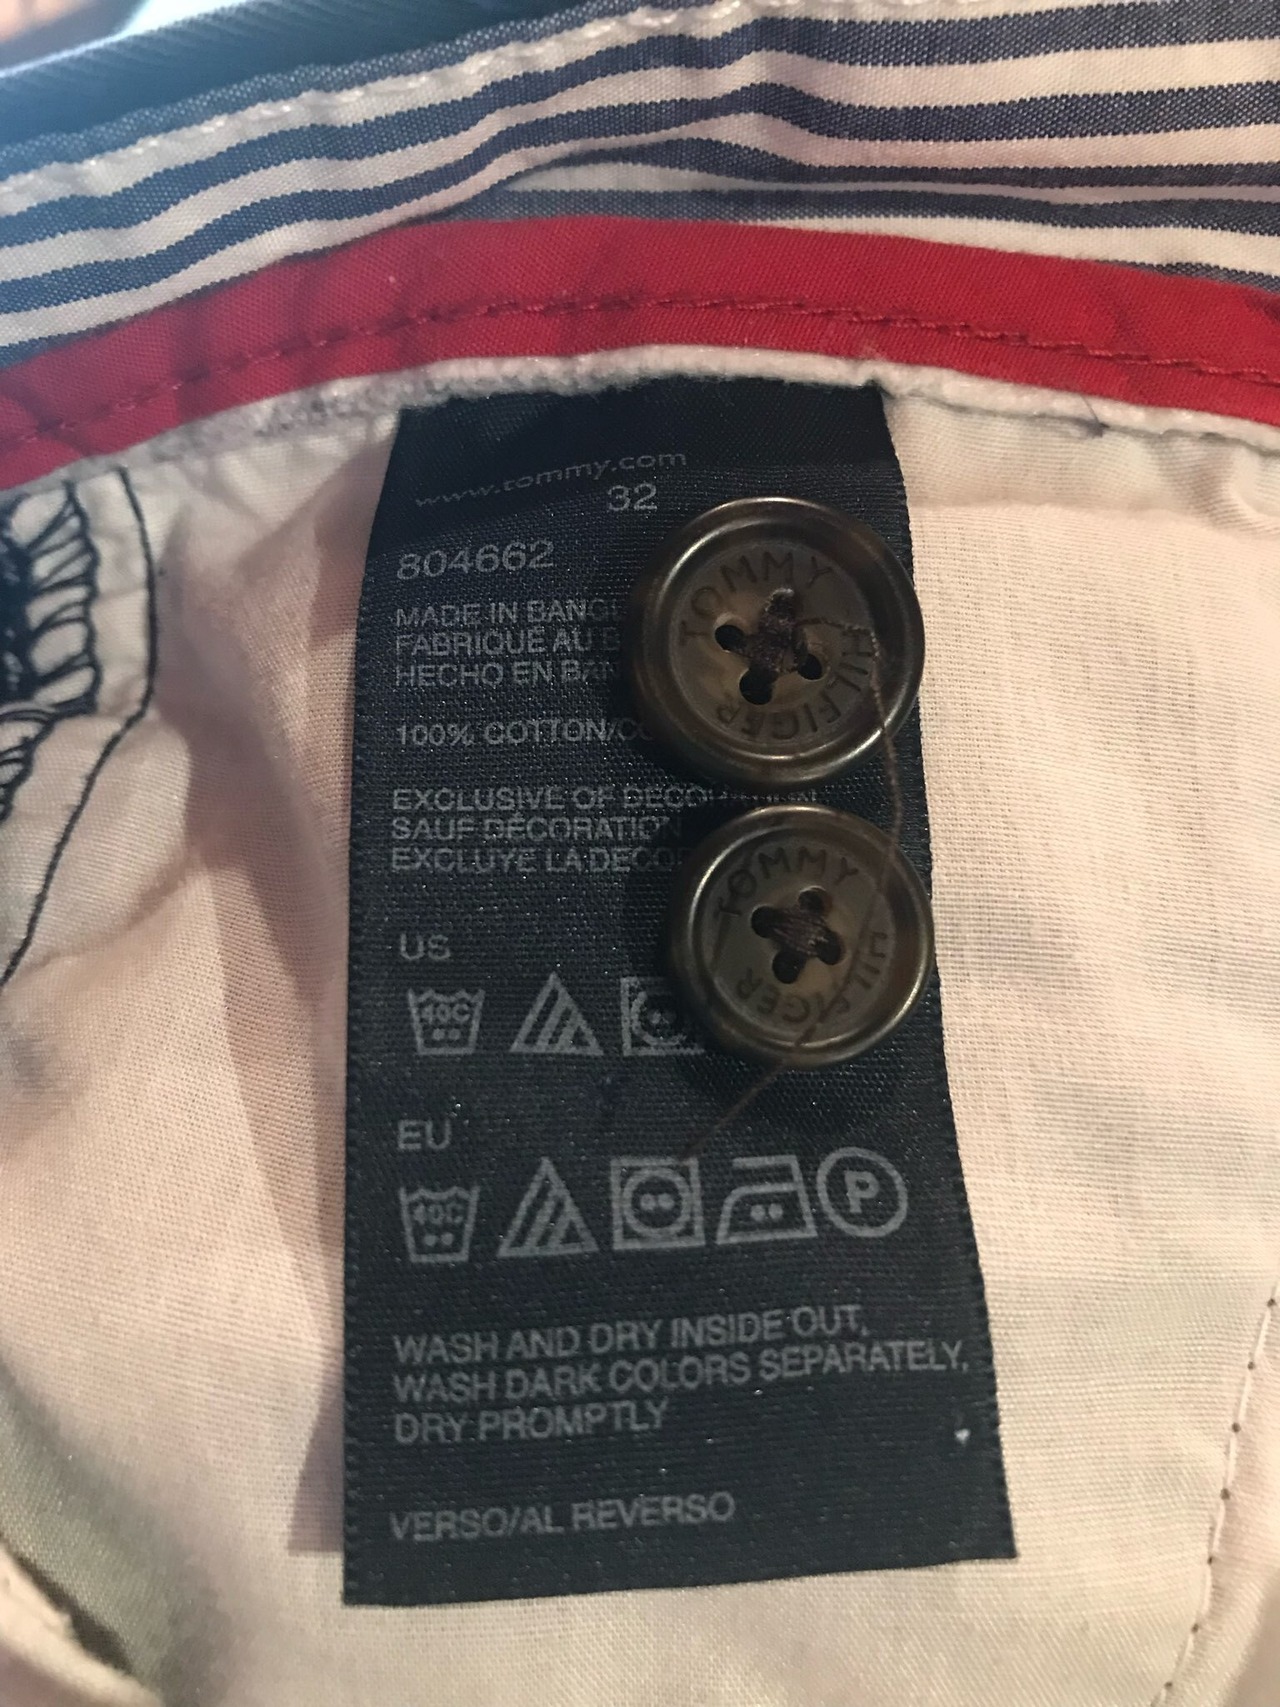 www.tommy.com
32
804662
MADE IN BANG
FABRIQUE AU B
HECHO EN BAN
100% COTTON/CO
EXCLUSIVE OF DECO
SAUF DÉCORATION
EXCLUYE LA DECOR
US
40C
EU
40C
P
WASH AND DRY INSIDE OUT,
WASH DARK COLORS SEPARATELY,
DRY PROMPTLY
VERSO/AL REVERSO
TOMMY HILFIGER
TOMMY HILFIGER